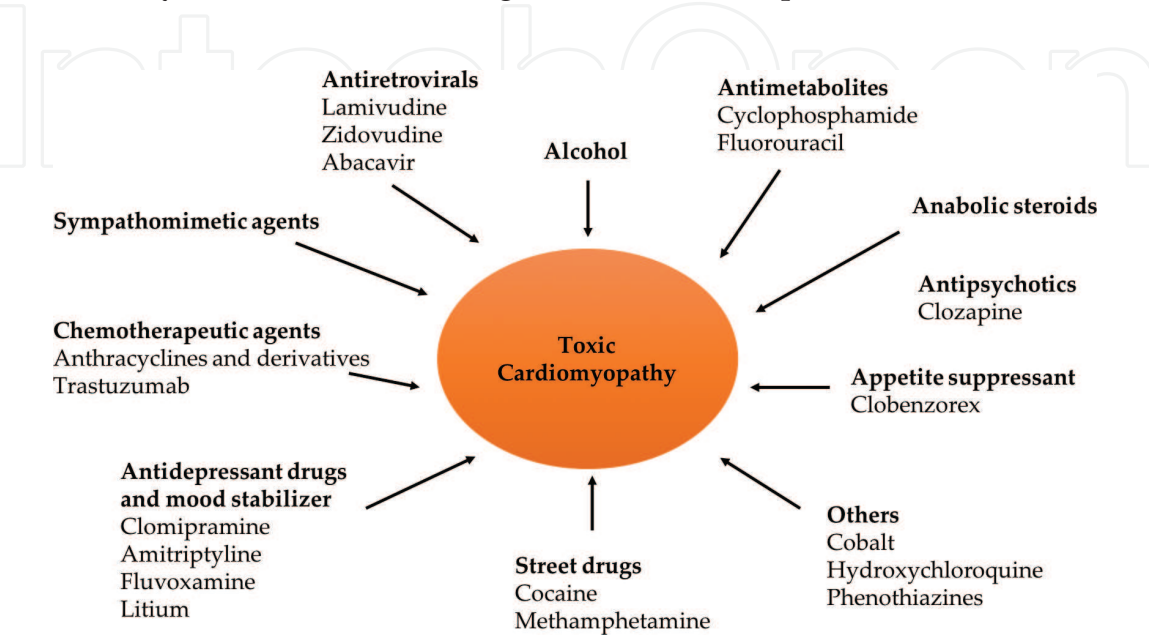 IntechOpen
Antiretrovirals
Lamivudine
Zidovudine
Abacavir
Alcohol
Antimetabolites
Cyclophosphamide
Fluorouracil
Sympathomimetic agents
Anabolic steroids
Antipsychotics
Clozapine
Chemotherapeutic agents
Anthracyclines and derivatives
Trastuzumab
Toxic
Cardiomyopathy
Appetite suppressant
Clobenzorex
Antidepressant drugs
and mood stabilizer
Clomipramine
Amitriptyline
Fluvoxamine
Litium
Street drugs
Cocaine
Methamphetamine
Others
Cobalt
Hydroxychloroquine
Phenothiazines